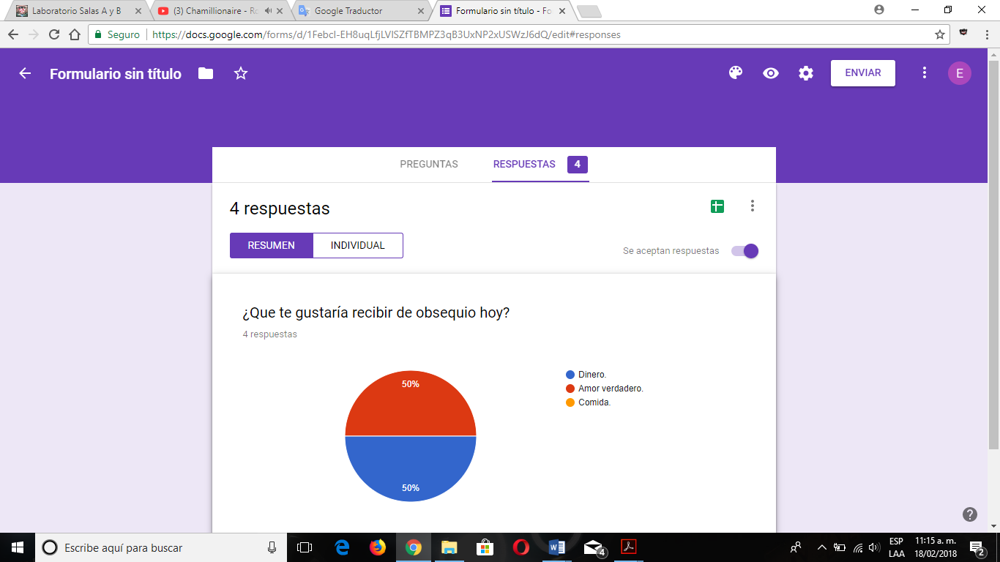 Laboratorio Salas A y B
(3) Chamillionaire - Ro
Google Traductor
Formulario sin título - Fo
Seguro
https://docs.google.com/forms/d/1Febcl-EH8uqLfjLVlSZfTBMPZ3qB3UxNP2xUSWzJ6dQ/edit#responses
Formulario sin título
ENVIAR
E
PREGUNTAS
RESPUESTAS
4
4 respuestas
RESUMEN
INDIVIDUAL
Se aceptan respuestas
¿Que te gustaría recibir de obsequio hoy?
4 respuestas
50%
50%
Dinero.
Amor verdadero.
Comida.
Escribe aquí para buscar
4
ESP
LAA
11:15 a. m.
18/02/2018
2